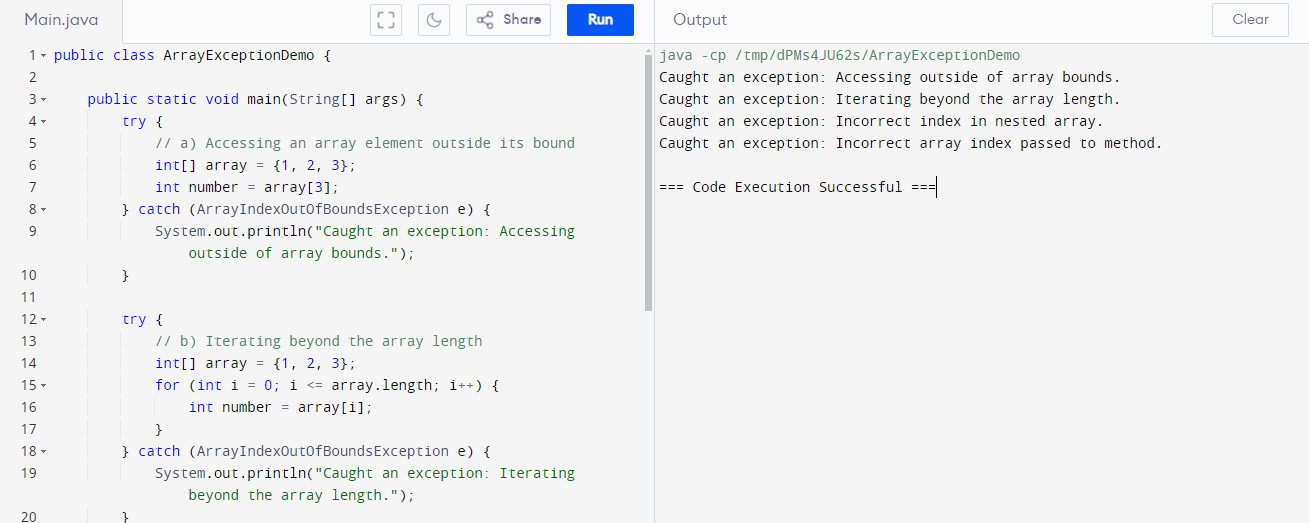 Main.java Share Run
1 public class ArrayExceptionDemo {
2
3 public static void main(String[] args) {
4 try {
5 // a) Accessing an array element outside its bound
6 int[] array = {1, 2, 3};
7 int number = array[3];
8 } catch (ArrayIndexOutOfBoundsException e) {
9 System.out.println("Caught an exception: Accessing
outside of array bounds.");
10 }
11
12 try {
13 // b) Iterating beyond the array length
14 int[] array = {1, 2, 3};
15 for (int i = 0; i <= array.length; i++) {
16 int number = array[i];
17 }
18 } catch (ArrayIndexOutOfBoundsException e) {
19 System.out.println("Caught an exception: Iterating
beyond the array length.");
20 }
Output Clear
java -cp /tmp/dPMs4JU62s/ArrayExceptionDemo
Caught an exception: Accessing outside of array bounds.
Caught an exception: Iterating beyond the array length.
Caught an exception: Incorrect index in nested array.
Caught an exception: Incorrect array index passed to method.
=== Code Execution Successful ===